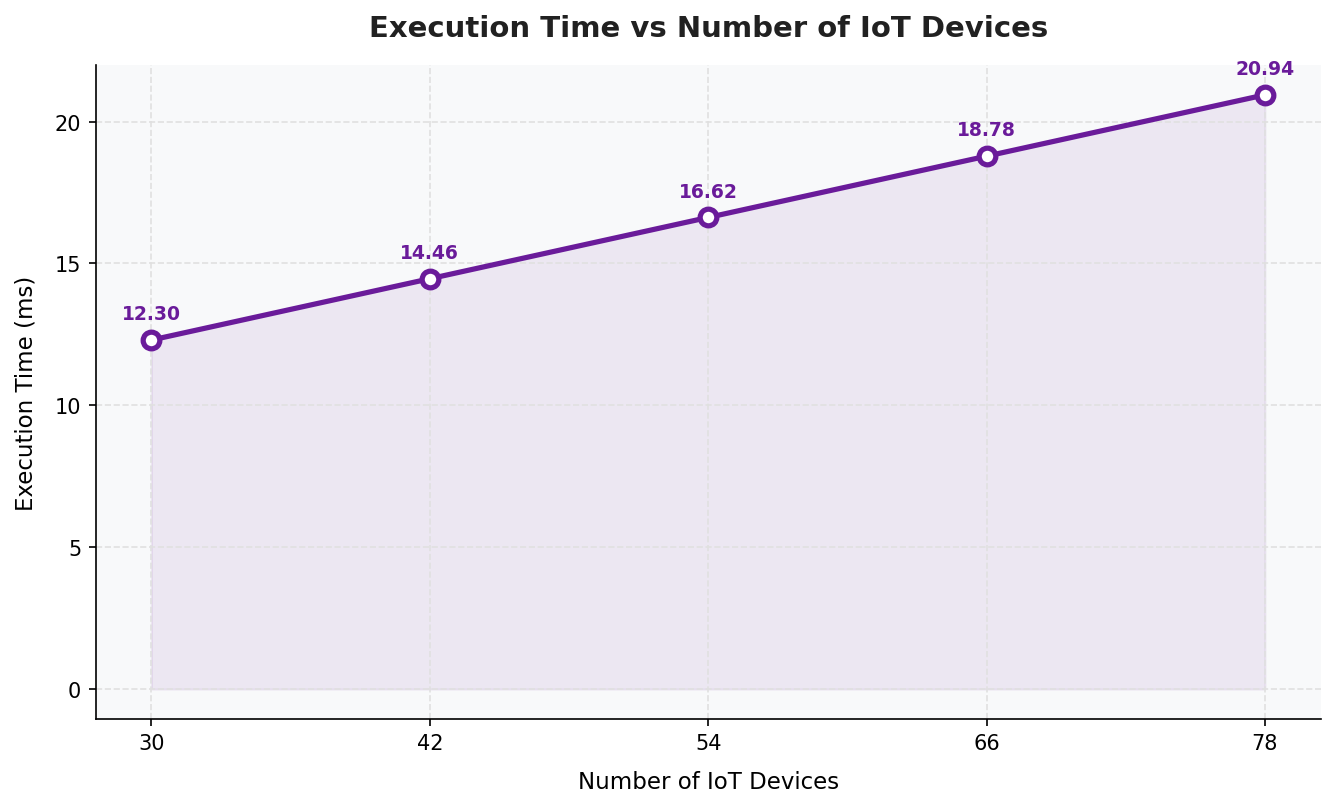 Execution Time vs Number of IoT Devices
20.94
18.78
16.62
14.46
12.30
20
15
10
5
0
Execution Time (ms)
30 42 54 66 78
Number of IoT Devices